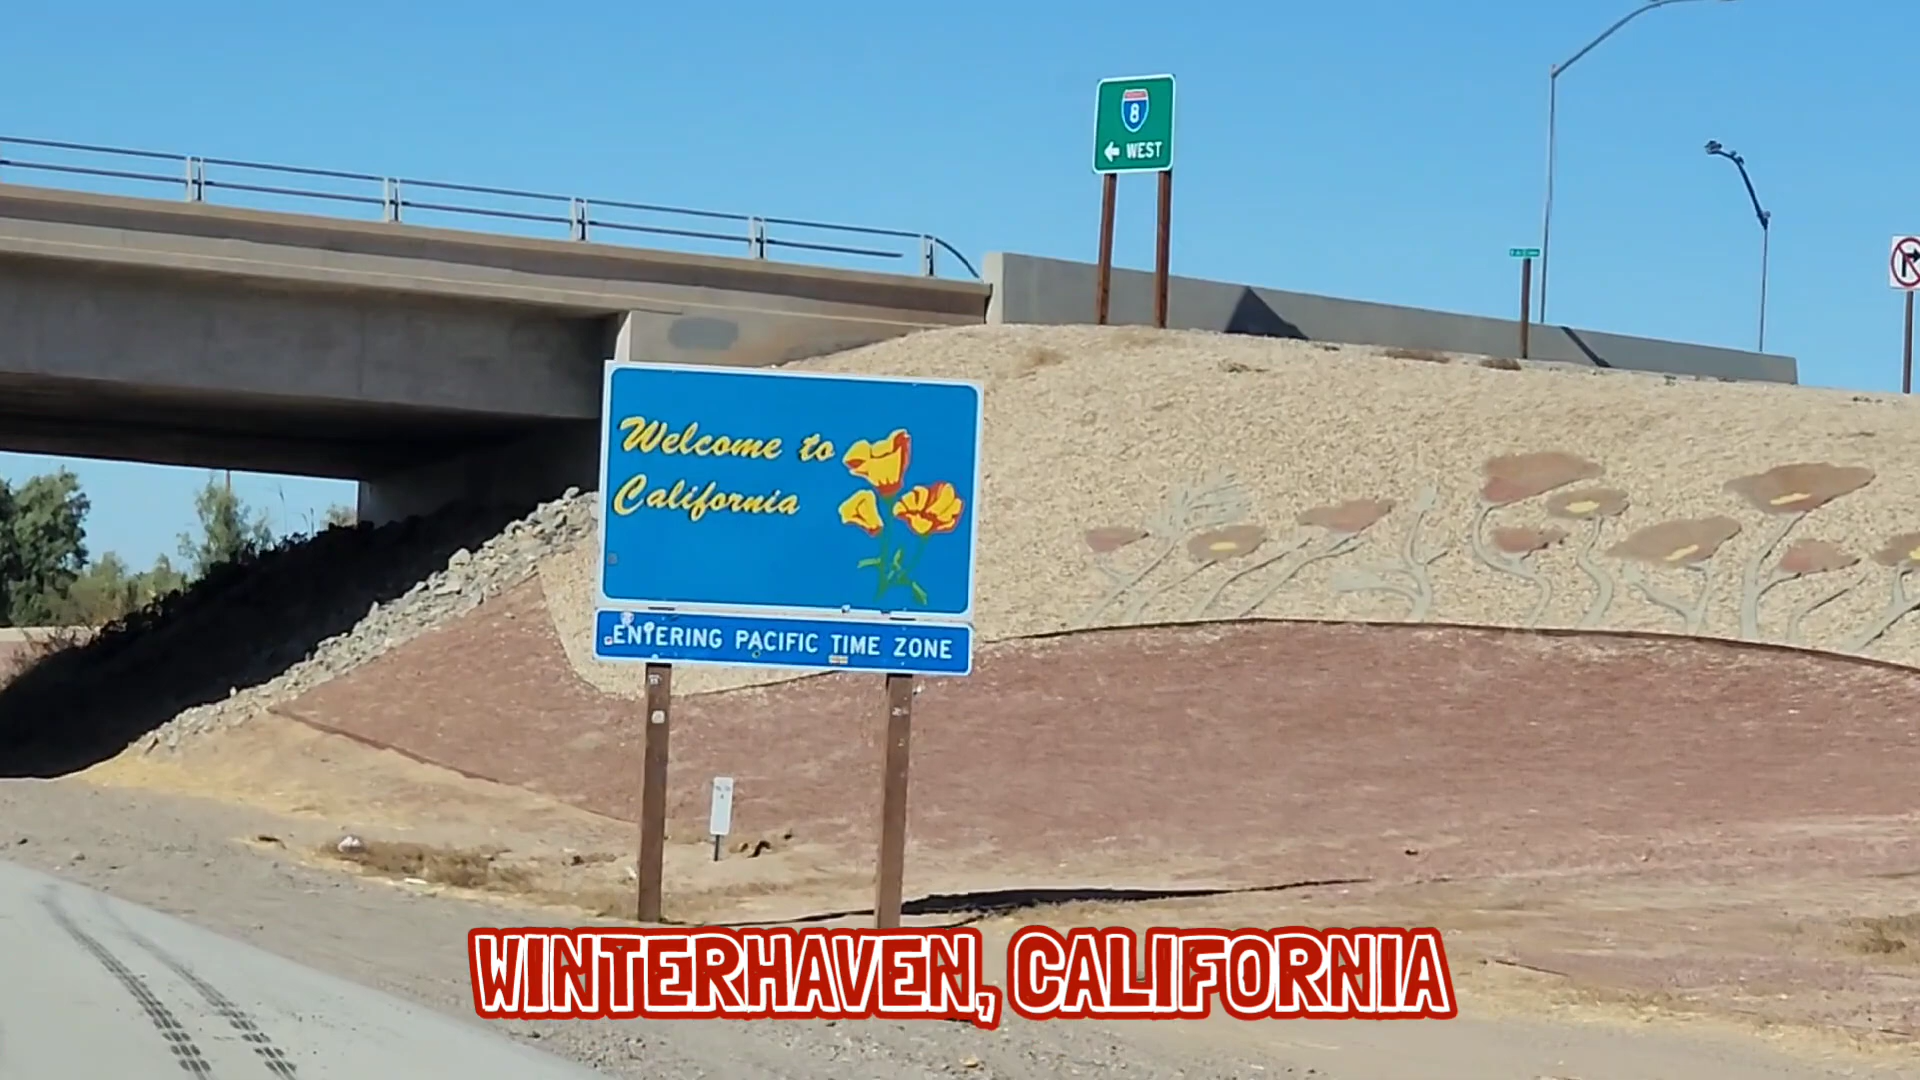 8
WEST
Welcome to
California
ENTERING PACIFIC TIME ZONE
WINTERHAVEN, CALIFORNIA